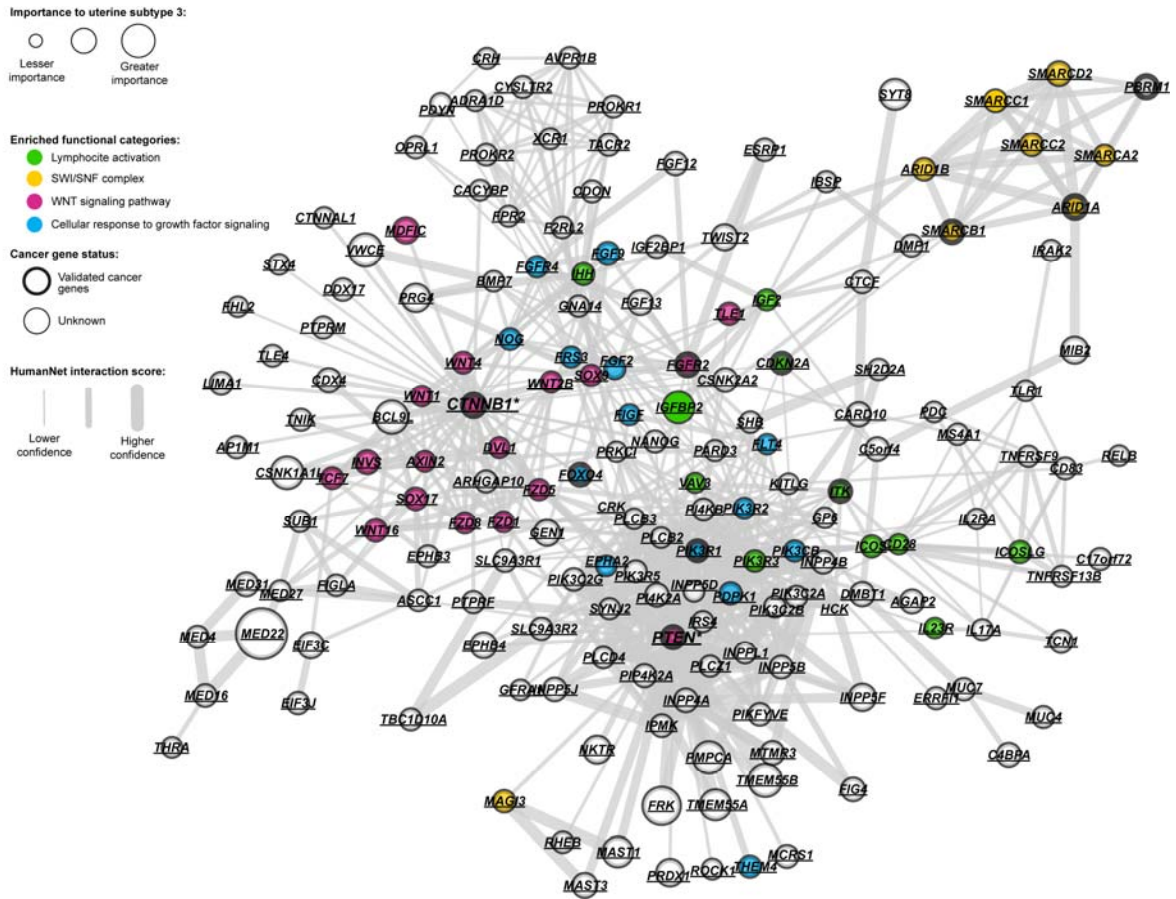 Importance to uterine subtype 3:
Lesser importance
Greater importance
Enriched functional categories:
Lymphocite activation
SWI/SNF complex
WNT signaling pathway
Cellular response to growth factor signaling
Cancer gene status:
Validated cancer genes
Unknown
HumanNet interaction score:
Lower confidence
Higher confidence
CRH
AVPR1B
CYSLTR2
PDYN
ADRA1D
PROKR1
OPRL1
PROKR2
XCR1
TACR2
CACYBP
CDON
FGF12
ESRP1
FPR2
F2RL2
IBSP
SYT8
SMARCD2
PBRM1
SMARCC1
SMARCC2
SMARCA2
ARID1B
ARID1A
SMARCB1
DMP1
IRAK2
CTNNAL1
MDFIC
VWCE
STX4
DDX17
PRG4
FGFR4
FGF9
IHH
IGF2BP1
TWIST2
BMP7
GNA14
FGF13
TLE1
IGF2
CTCF
FHL2
PTPRM
NOG
TLE4
CDX4
WNT4
FRS3
FGF2
SOX9
WNT2B
FGFR2
CDKN2A
CSNK2A2
SH2D2A
MIB2
TLR1
LIMA1
WNT1
CTNNB1*
TNIK
BCL9L
IGFBP2
FIGF
SHB
CARD10
PDC
MS4A1
AP1M1
DVL1
NANOG
PRKCI
PARD3
FLT4
C5orf4
TNFRSF9
CD83
RELB
CSNK1A1L
TCF7
INVS
AXIN2
ARHGAP10
FOXO4
VAV3
KITLG
ITK
SOX17
FZD5
SUB1
WNT16
FZD8
FZD1
GEN1
CRK
PLCB3
PI4KB
PIK3R2
GP6
IL2RA
PLCB2
EPHB3
SLC9A3R1
EPHA2
PIK3R1
PIK3R3
PIK3CB
INPP4B
ICOS
CD28
ICOSLG
C17orf72
TNFRSF13B
MED31
MED27
FIGLA
ASCC1
PTPRF
PIK3C2G
PIK3R5
INPP5D
PI4K2A
PDPK1
PIK3C2A
PIK3C2B
HCK
DMBT1
AGAP2
SYNJ2
IRS4
MED4
MED22
EIF3C
SLC9A3R2
EPHB4
PTEN*
IL23R
IL17A
TCN1
PLCD4
INPPL1
PLCZ1
INPP5B
PIP4K2A
MED16
EIF3J
TBC1D10A
INPP5J
INPP4A
PIKFYVE
INPP5F
ERRFI1
MUC7
MUC4
C4BPA
THRA
IPMK
NKTR
PMPCA
MTMR3
TMEM55B
FIG4
MAGI3
FRK
TMEM55A
RHEB
MAST1
MAST3
PRDX1
ROCK1
THEM4
MCRS1